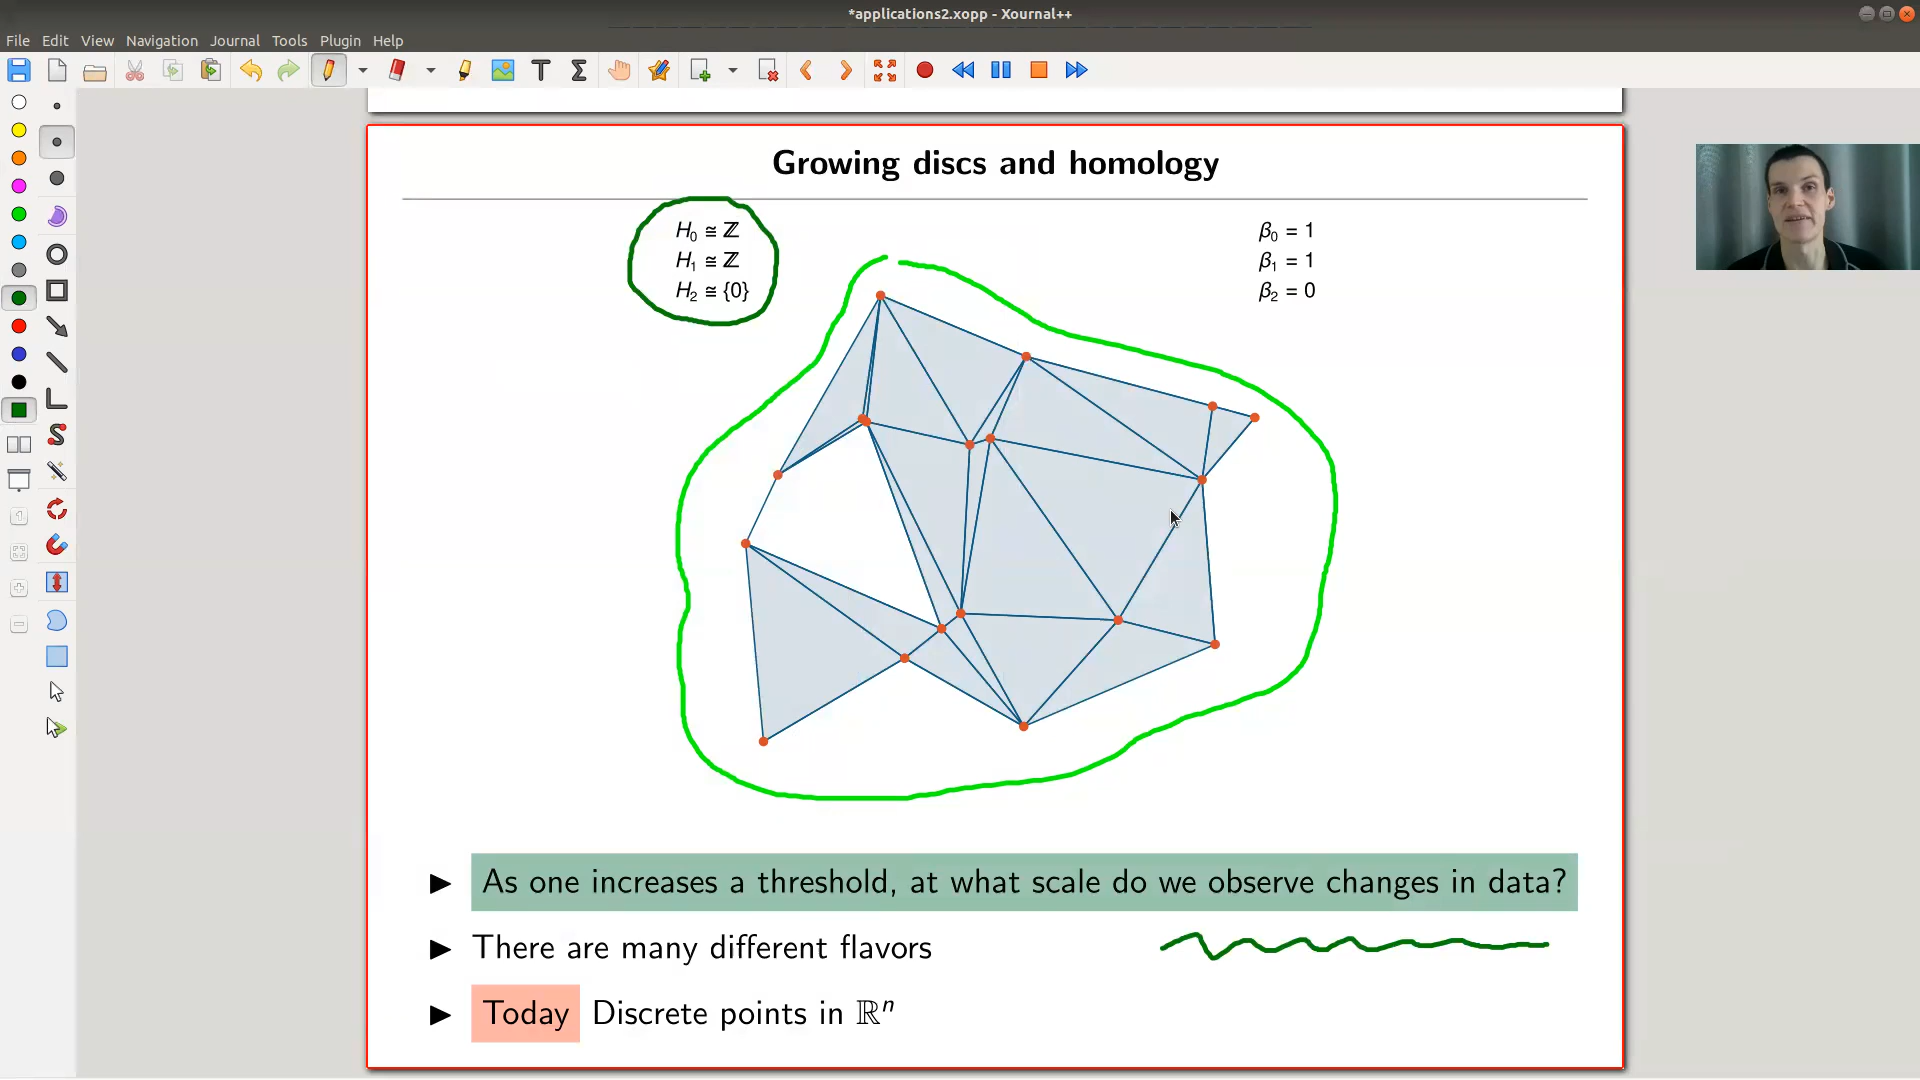 *applications2.xopp - Xournal++
File Edit View Navigation Journal Tools Plugin Help
Growing discs and homology
H₀ ≅ ℤ
H₁ ≅ ℤ
H₂ ≅ {0}
β₀ = 1
β₁ = 1
β₂ = 0
▶ As one increases a threshold, at what scale do we observe changes in data?
▶ There are many different flavors
▶ Today Discrete points in ℝⁿ